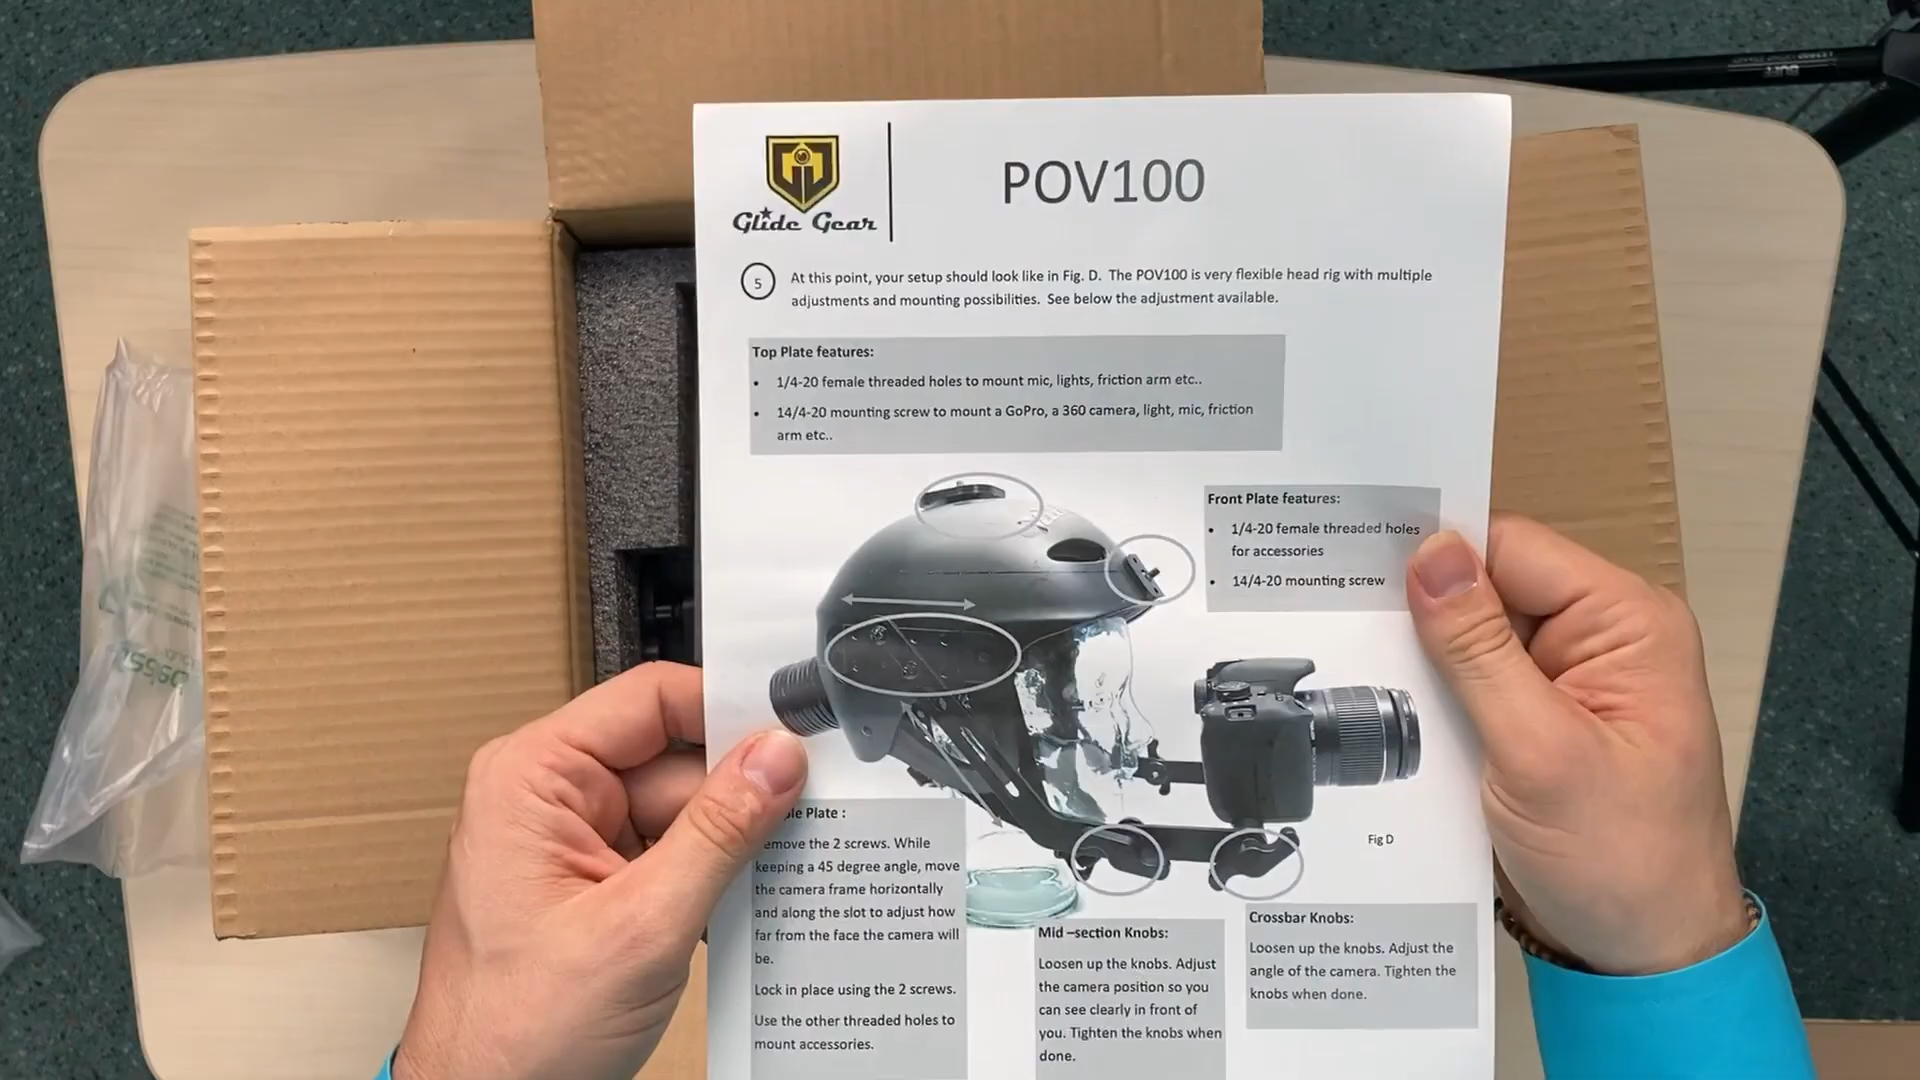 Glide Gear
POV100
5
At this point, your setup should look like in Fig. D. The POV100 is very flexible head rig with multiple
adjustments and mounting possibilities. See below the adjustment available.
Top Plate features:
• 1/4-20 female threaded holes to mount mic, lights, friction arm etc..
• 14/4-20 mounting screw to mount a GoPro, a 360 camera, light, mic, friction
arm etc..
Front Plate features:
• 1/4-20 female threaded holes
for accessories
• 14/4-20 mounting screw
Fig D
Plate :
emove the 2 screws. While
keeping a 45 degree angle, move
the camera frame horizontally
and along the slot to adjust how
far from the face the camera will
be.
Lock in place using the 2 screws.
Use the other threaded holes to
mount accessories.
Mid –section Knobs:
Loosen up the knobs. Adjust
the camera position so you
can see clearly in front of
you. Tighten the knobs when
done.
Crossbar Knobs:
Loosen up the knobs. Adjust the
angle of the camera. Tighten the
knobs when done.